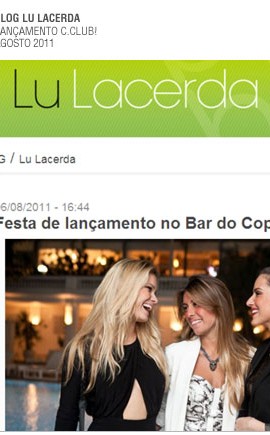 LOG LU LACERDA
ANÇAMENTO C.CLUB!
GOSTO 2011
Lu Lacerda
G / Lu Lacerda
6/08/2011 - 16:44
Festa de lançamento no Bar do Cop